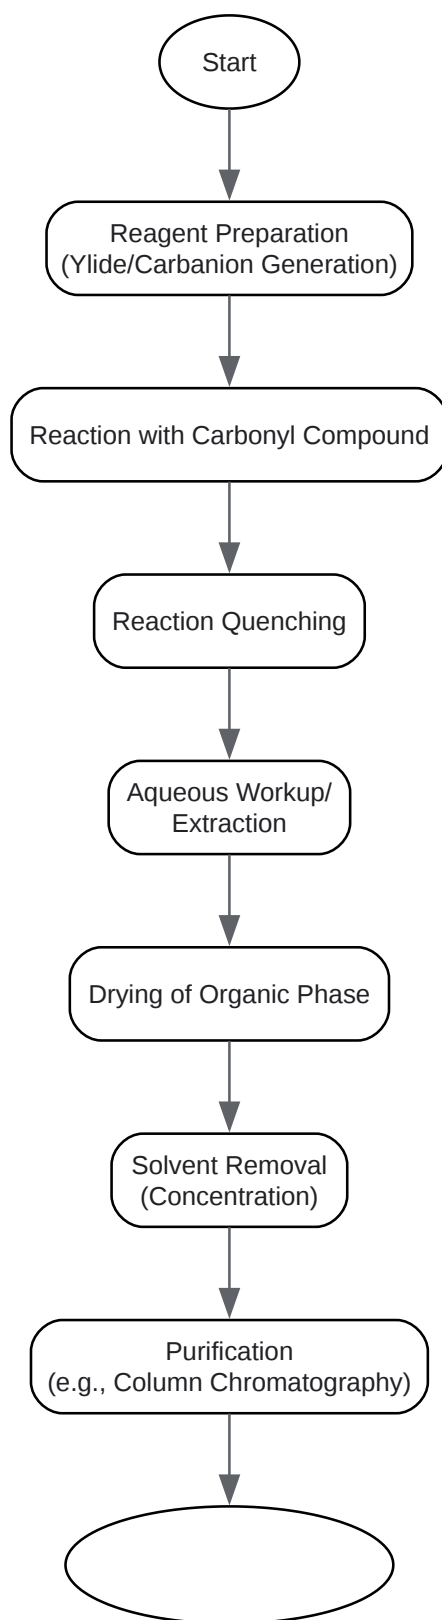 Start
Reagent Preparation
(Ylide/Carbanion Generation)
Reaction with Carbonyl Compound
Reaction Quenching
Aqueous Workup/
Extraction
Drying of Organic Phase
Solvent Removal
(Concentration)
Purification
(e.g., Column Chromatography)